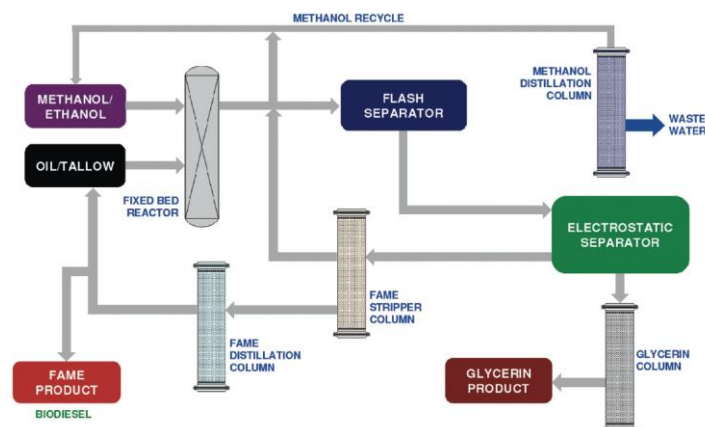 METHANOL RECYCLE
METHANOL/
ETHANOL
FLASH
SEPARATOR
METHANOL
DISTILLATION
COLUMN
WASTE
WATER
OIL/TALLOW
FIXED BED
REACTOR
ELECTROSTATIC
SEPARATOR
FAME
STRIPPER
COLUMN
FAME
DISTILLATION
COLUMN
FAME
PRODUCT
BIODIESEL
GLYCERIN
PRODUCT
GLYCERIN
COLUMN